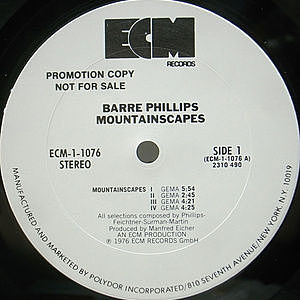 ECM
RECORDS
PROMOTION COPY
NOT FOR SALE
BARRE PHILLIPS
MOUNTAINSCAPES
ECM-1-1076
STEREO
SIDE 1
(ECM-1-1076 A)
2310 490
MOUNTAINSCAPES I GEMA 5:54
II GEMA 2:45
III GEMA 4:21
IV GEMA 4:25
All selections composed by Phillips-
Feichtner-Surman-Martin
Produced by Manfred Eicher
AN ECM PRODUCTION
℗ 1976 ECM RECORDS GmbH
MANUFACTURED AND MARKETED BY POLYDOR INCORPORATED/810 SEVENTH AVENUE, NEW YORK, N.Y. 10019